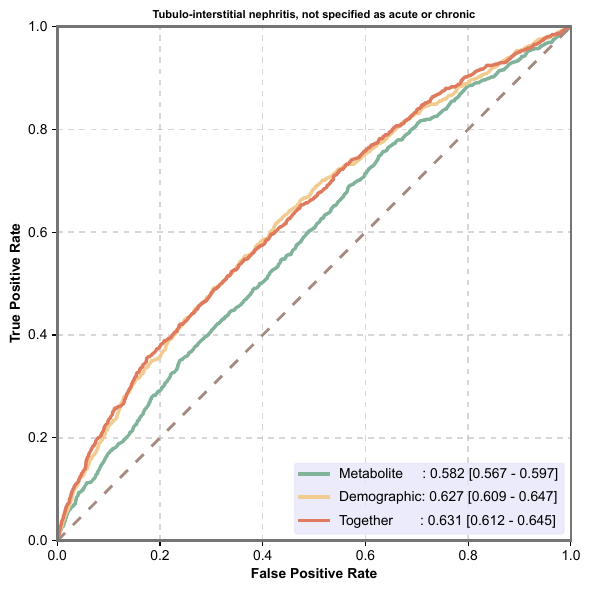 Tubulo-interstitial nephritis, not specified as acute or chronic
1.0
0.8
0.6
0.4
0.2
0.0
True Positive Rate
Metabolite : 0.582 [0.567 - 0.597]
Demographic: 0.627 [0.609 - 0.647]
Together : 0.631 [0.612 - 0.645]
0.0 0.2 0.4 0.6 0.8 1.0
False Positive Rate